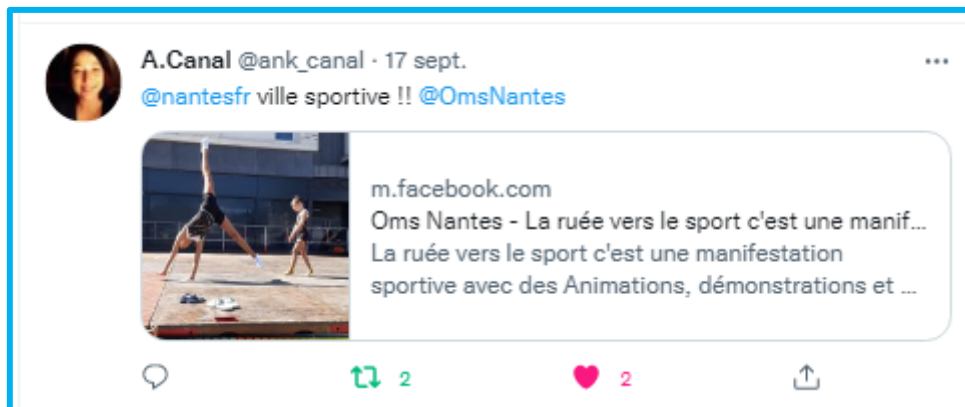 A.Canal @ank_canal · 17 sept.
@nantesfr ville sportive !! @OmsNantes
m.facebook.com
Oms Nantes - La ruée vers le sport c'est une manif...
La ruée vers le sport c'est une manifestation
sportive avec des Animations, démonstrations et ...
2 2